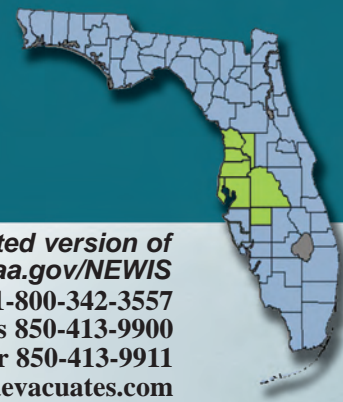 ted version of
aa.gov/NEWIS
1-800-342-3557
s 850-413-9900
r 850-413-9911
evacuates.com